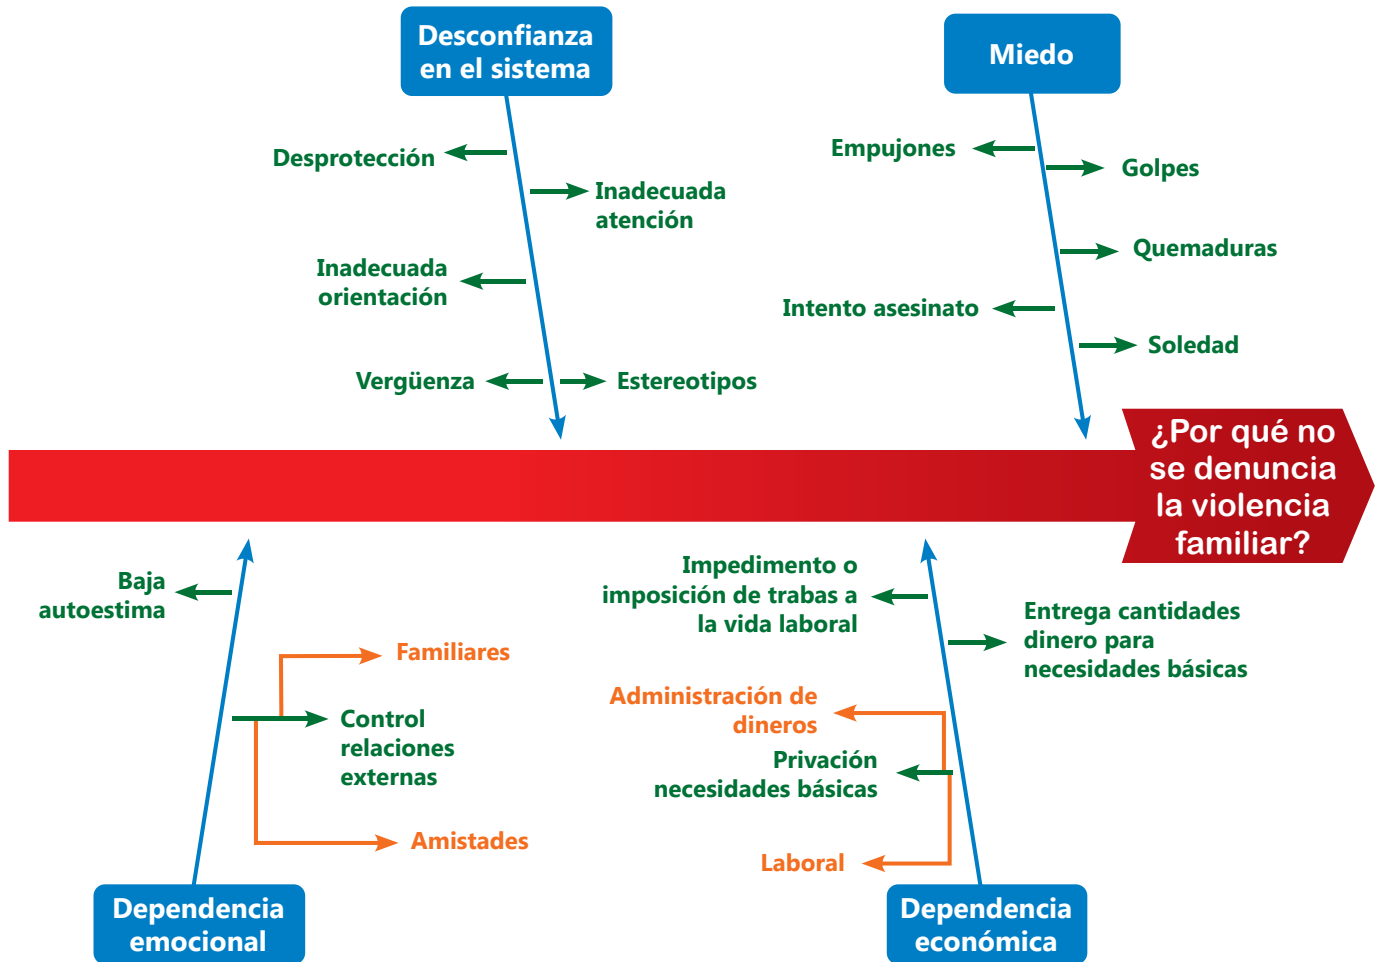 Desconfianza
en el sistema
Miedo
Desprotección
Inadecuada
atención
Inadecuada
orientación
Vergüenza
Estereotipos
Empujones
Golpes
Quemaduras
Intento asesinato
Soledad
¿Por qué no
se denuncia
la violencia
familiar?
Baja
autoestima
Familiares
Control
relaciones
externas
Amistades
Dependencia
emocional
Impedimento o
imposición de trabas a
la vida laboral
Entrega cantidades
dinero para
necesidades básicas
Administración de
dineros
Privación
necesidades básicas
Laboral
Dependencia
económica